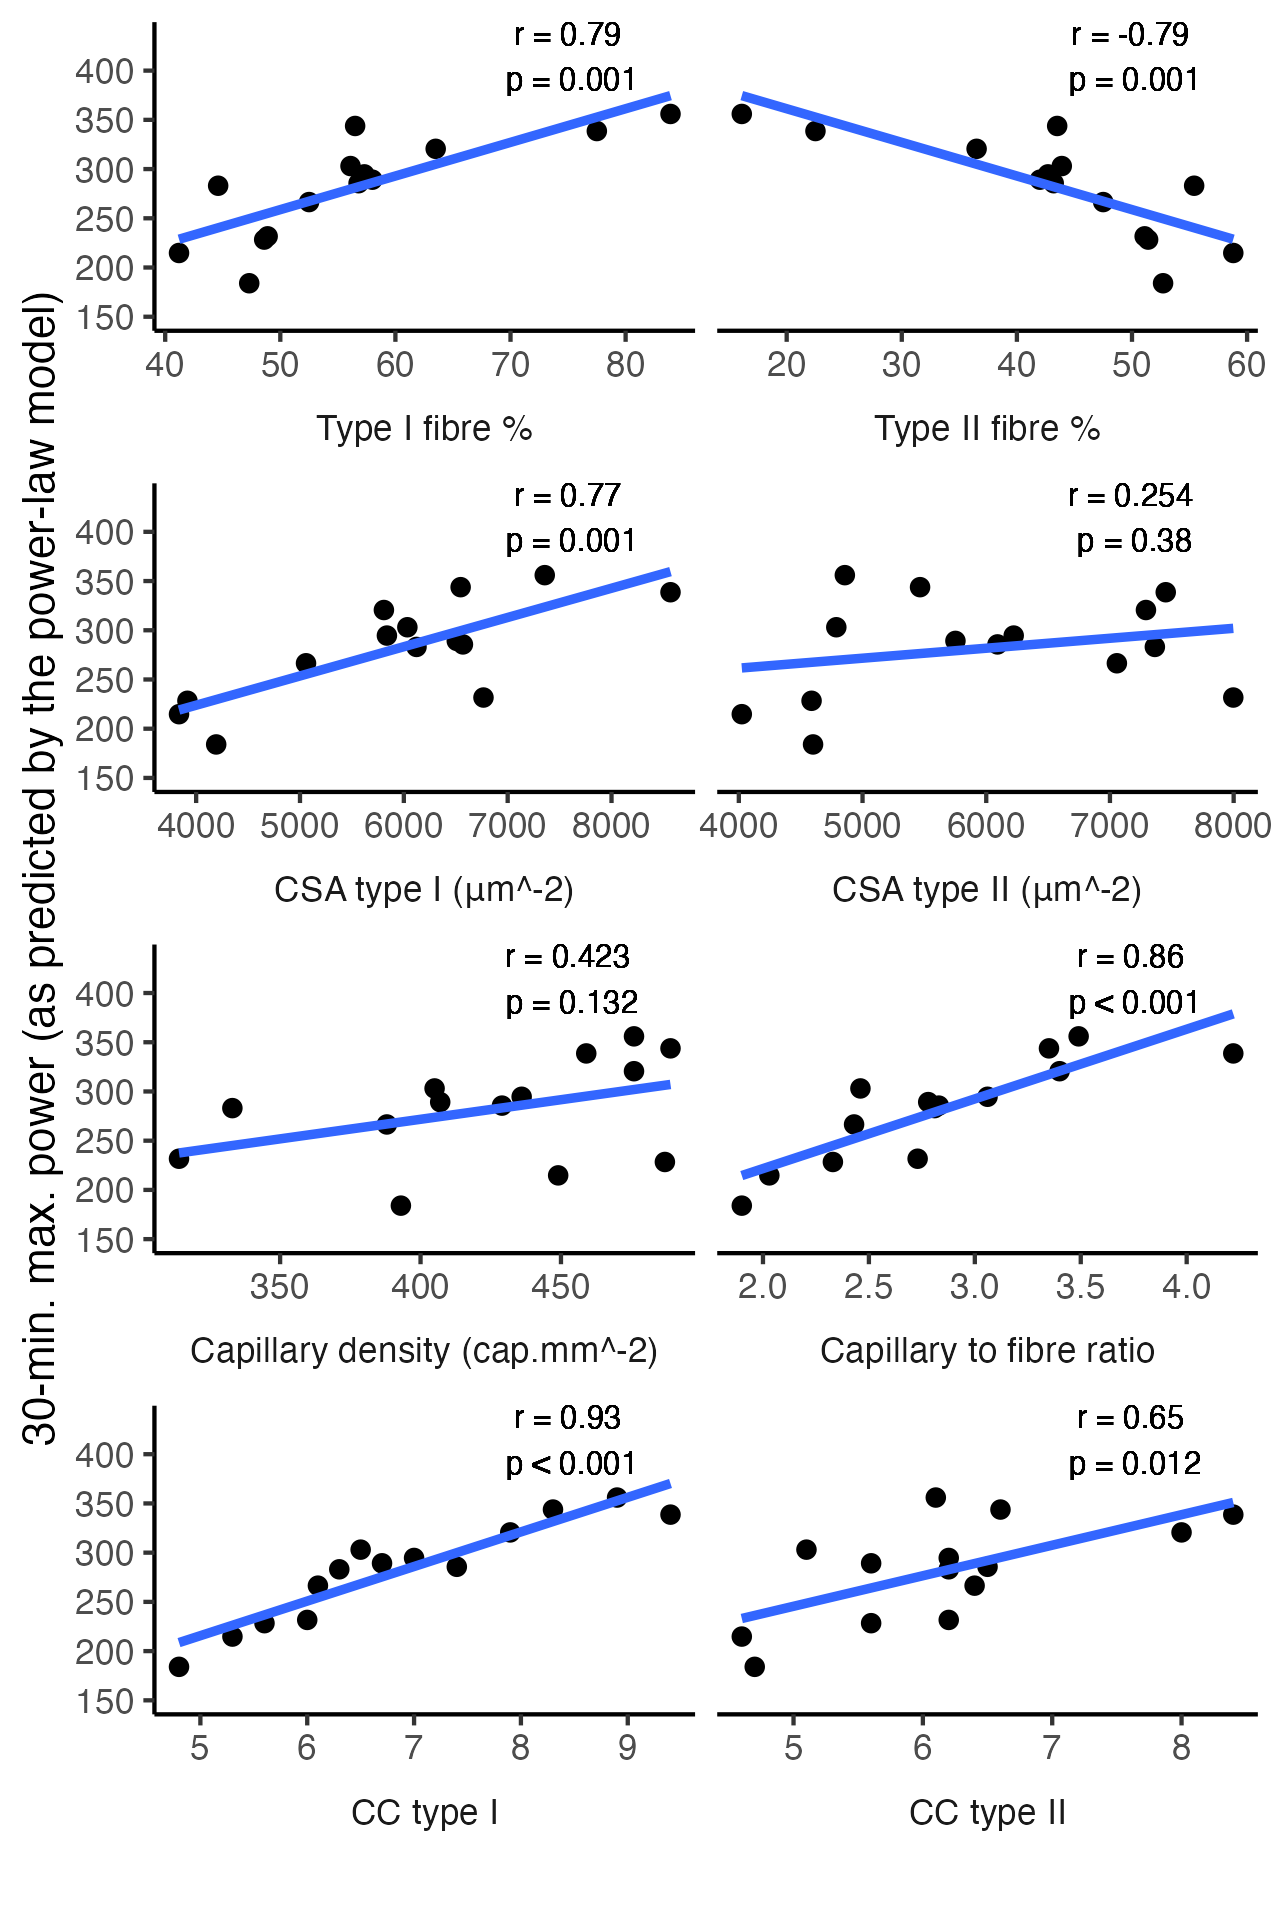 30-min. max. power (as predicted by the power-law model)
r = 0.79
p = 0.001
400
350
300
250
200
150
40 50 60 70 80
Type I fibre %
r = -0.79
p = 0.001
20 30 40 50 60
Type II fibre %
r = 0.77
p = 0.001
400
350
300
250
200
150
4000 5000 6000 7000 8000
CSA type I (µm^-2)
r = 0.254
p = 0.38
4000 5000 6000 7000 8000
CSA type II (µm^-2)
r = 0.423
p = 0.132
400
350
300
250
200
150
350 400 450
Capillary density (cap.mm^-2)
r = 0.86
p < 0.001
2.0 2.5 3.0 3.5 4.0
Capillary to fibre ratio
r = 0.93
p < 0.001
400
350
300
250
200
150
5 6 7 8 9
CC type I
r = 0.65
p = 0.012
5 6 7 8
CC type II